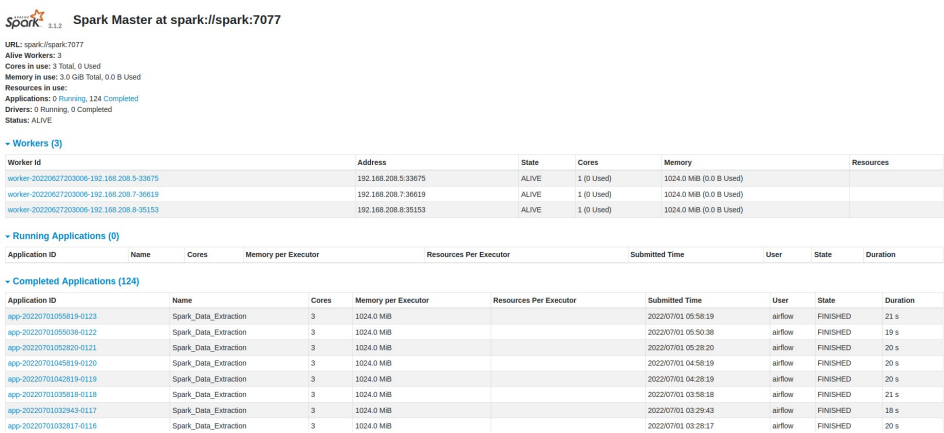 APACHE
Spark 3.1.2 Spark Master at spark://spark:7077
URL: spark://spark:7077
Alive Workers: 3
Cores in use: 3 Total, 0 Used
Memory in use: 3.0 GiB Total, 0.0 B Used
Resources in use:
Applications: 0 Running, 124 Completed
Drivers: 0 Running, 0 Completed
Status: ALIVE
Workers (3)
Worker Id Address State Cores Memory Resources
worker-20220627203006-192.168.208.5-33675 192.168.208.5:33675 ALIVE 1 (0 Used) 1024.0 MiB (0.0 B Used)
worker-20220627203006-192.168.208.7-36619 192.168.208.7:36619 ALIVE 1 (0 Used) 1024.0 MiB (0.0 B Used)
worker-20220627203006-192.168.208.8-35153 192.168.208.8:35153 ALIVE 1 (0 Used) 1024.0 MiB (0.0 B Used)
Running Applications (0)
Application ID Name Cores Memory per Executor Resources Per Executor Submitted Time User State Duration
Completed Applications (124)
Application ID Name Cores Memory per Executor Resources Per Executor Submitted Time User State Duration
app-20220701055819-0123 Spark_Data_Extraction 3 1024.0 MiB 2022/07/01 05:58:19 airflow FINISHED 21 s
app-20220701055038-0122 Spark_Data_Extraction 3 1024.0 MiB 2022/07/01 05:50:38 airflow FINISHED 19 s
app-20220701052820-0121 Spark_Data_Extraction 3 1024.0 MiB 2022/07/01 05:28:20 airflow FINISHED 20 s
app-20220701045819-0120 Spark_Data_Extraction 3 1024.0 MiB 2022/07/01 04:58:19 airflow FINISHED 20 s
app-20220701042819-0119 Spark_Data_Extraction 3 1024.0 MiB 2022/07/01 04:28:19 airflow FINISHED 20 s
app-20220701035818-0118 Spark_Data_Extraction 3 1024.0 MiB 2022/07/01 03:58:18 airflow FINISHED 21 s
app-20220701032943-0117 Spark_Data_Extraction 3 1024.0 MiB 2022/07/01 03:29:43 airflow FINISHED 18 s
app-20220701032817-0116 Spark_Data_Extraction 3 1024.0 MiB 2022/07/01 03:28:17 airflow FINISHED 20 s